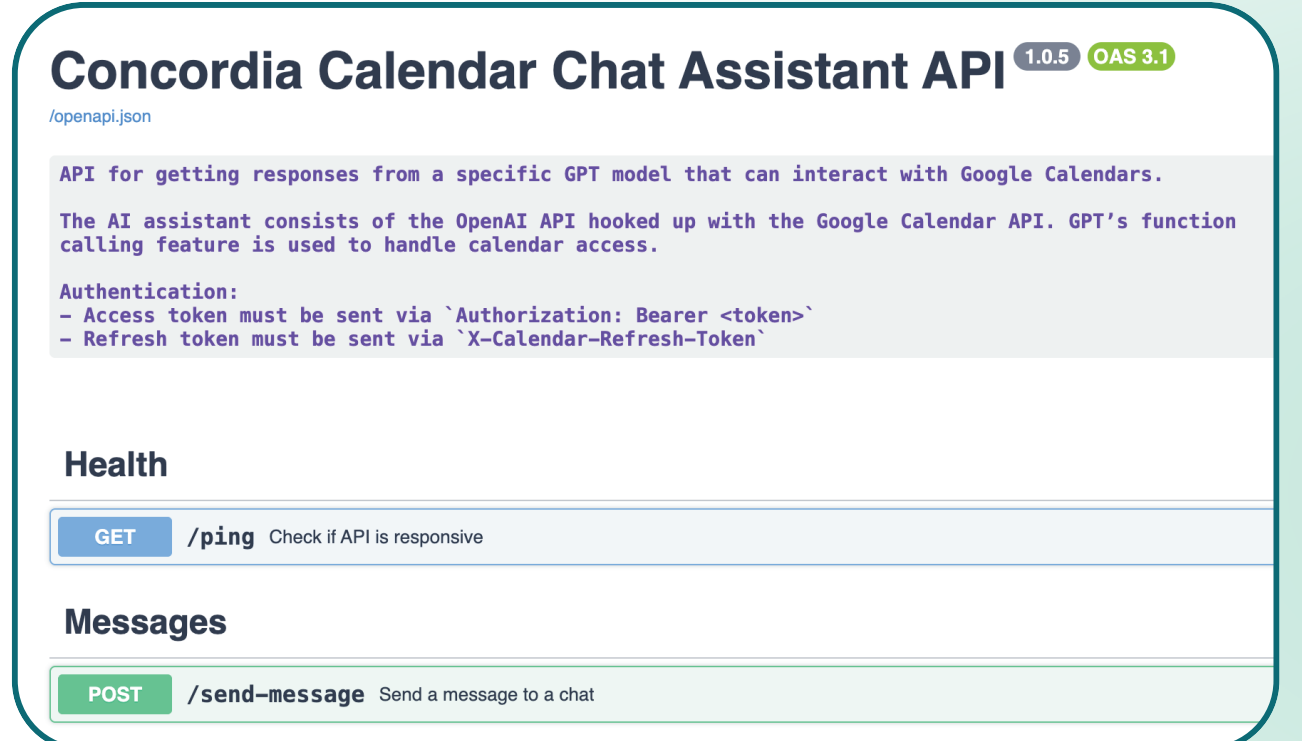 Concordia Calendar Chat Assistant API 1.0.5 OAS 3.1
/openapi.json
API for getting responses from a specific GPT model that can interact with Google Calendars.
The AI assistant consists of the OpenAI API hooked up with the Google Calendar API. GPT’s function
calling feature is used to handle calendar access.
Authentication:
- Access token must be sent via `Authorization: Bearer <token>`
- Refresh token must be sent via `X-Calendar-Refresh-Token`
Health
GET /ping Check if API is responsive
Messages
POST /send-message Send a message to a chat